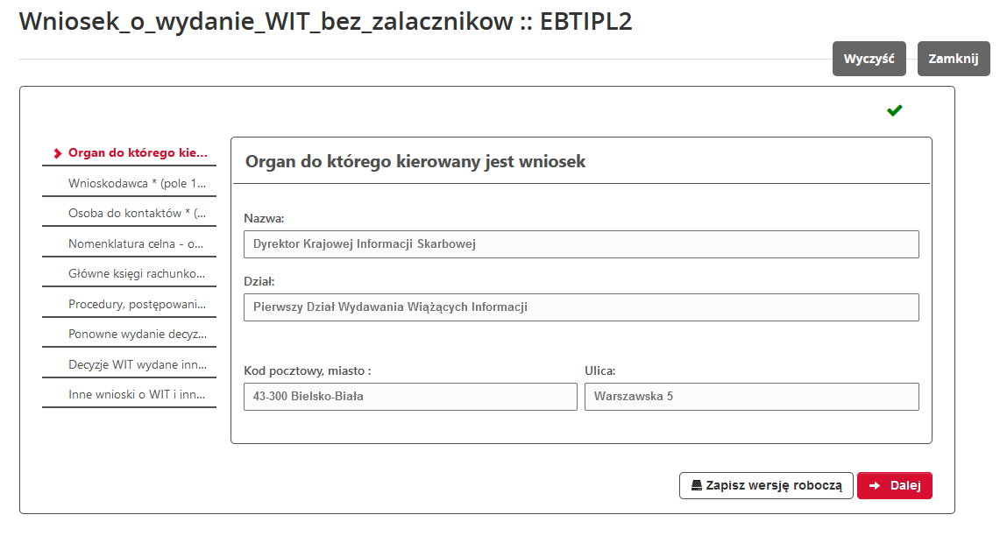 Wniosek_o_wydanie_WIT_bez_zalacznikow :: EBTIPL2
Wyczyść
Zamknij
Organ do którego kie...
Wnioskodawca * (pole 1...
Osoba do kontaktów * (...
Nomenklatura celna - o...
Główne księgi rachunko...
Procedury, postępowani...
Ponowne wydanie decyz...
Decyzje WIT wydane inn...
Inne wnioski o WIT i inn...
Organ do którego kierowany jest wniosek
Nazwa:
Dyrektor Krajowej Informacji Skarbowej
Dział:
Pierwszy Dział Wydawania Wiążących Informacji
Kod pocztowy, miasto :
43-300 Bielsko-Biała
Ulica:
Warszawska 5
Zapisz wersję roboczą
Dalej